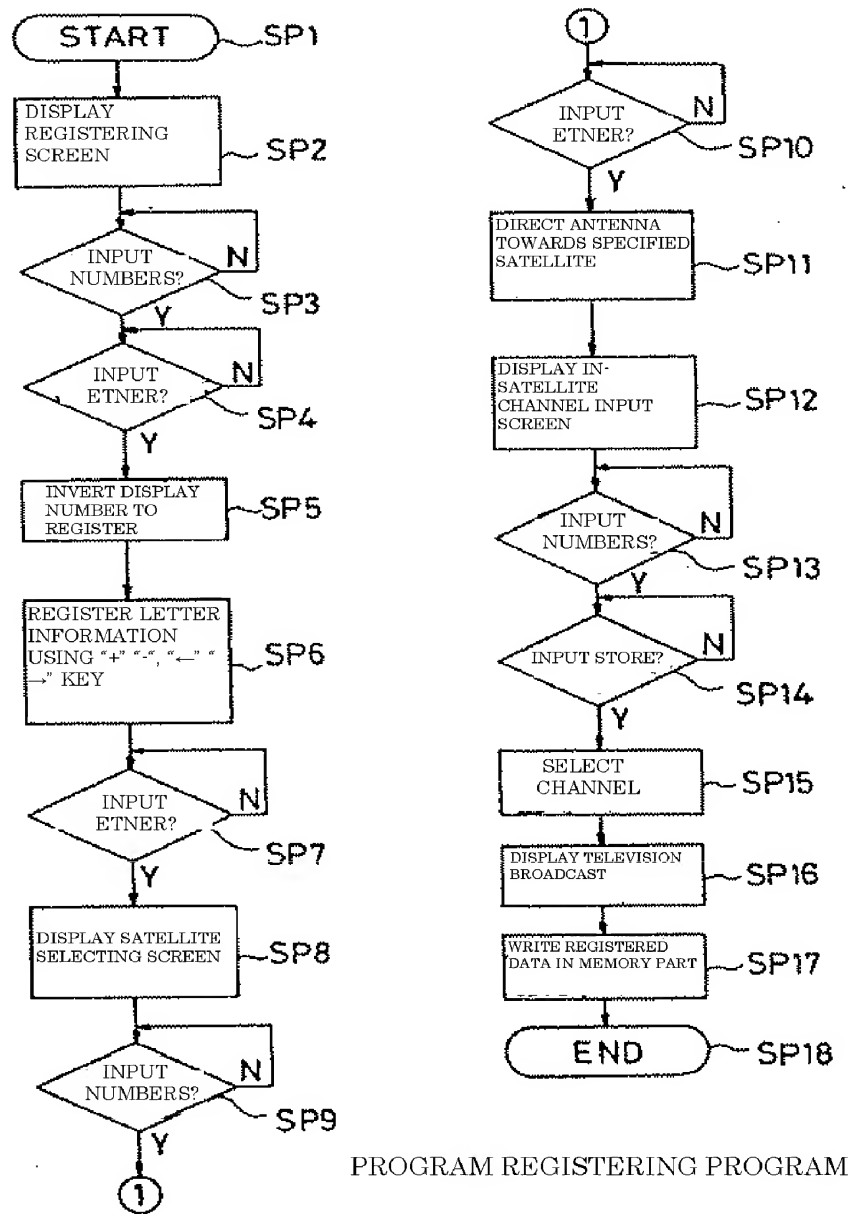 START
SP1
DISPLAY
REGISTERING
SCREEN
SP2
INPUT
NUMBERS?
N
SP3
Y
INPUT
ETNER?
N
SP4
Y
INVERT DISPLAY
NUMBER TO
REGISTER
SP5
REGISTER LETTER
INFORMATION
USING "+" "-", "←" "
→" KEY
SP6
INPUT
ETNER?
N
SP7
Y
DISPLAY SATELLITE
SELECTING SCREEN
SP8
INPUT
NUMBERS?
N
SP9
Y
1
1
INPUT
ETNER?
N
SP10
Y
DIRECT ANTENNA
TOWARDS SPECIFIED
SATELLITE
SP11
DISPLAY IN-
SATELLITE
CHANNEL INPUT
SCREEN
SP12
INPUT
NUMBERS?
N
SP13
Y
INPUT STORE?
N
SP14
Y
SELECT
CHANNEL
SP15
DISPLAY TELEVISION
BROADCAST
SP16
WRITE REGISTERED
DATA IN MEMORY PART
SP17
END
SP18
PROGRAM REGISTERING PROGRAM